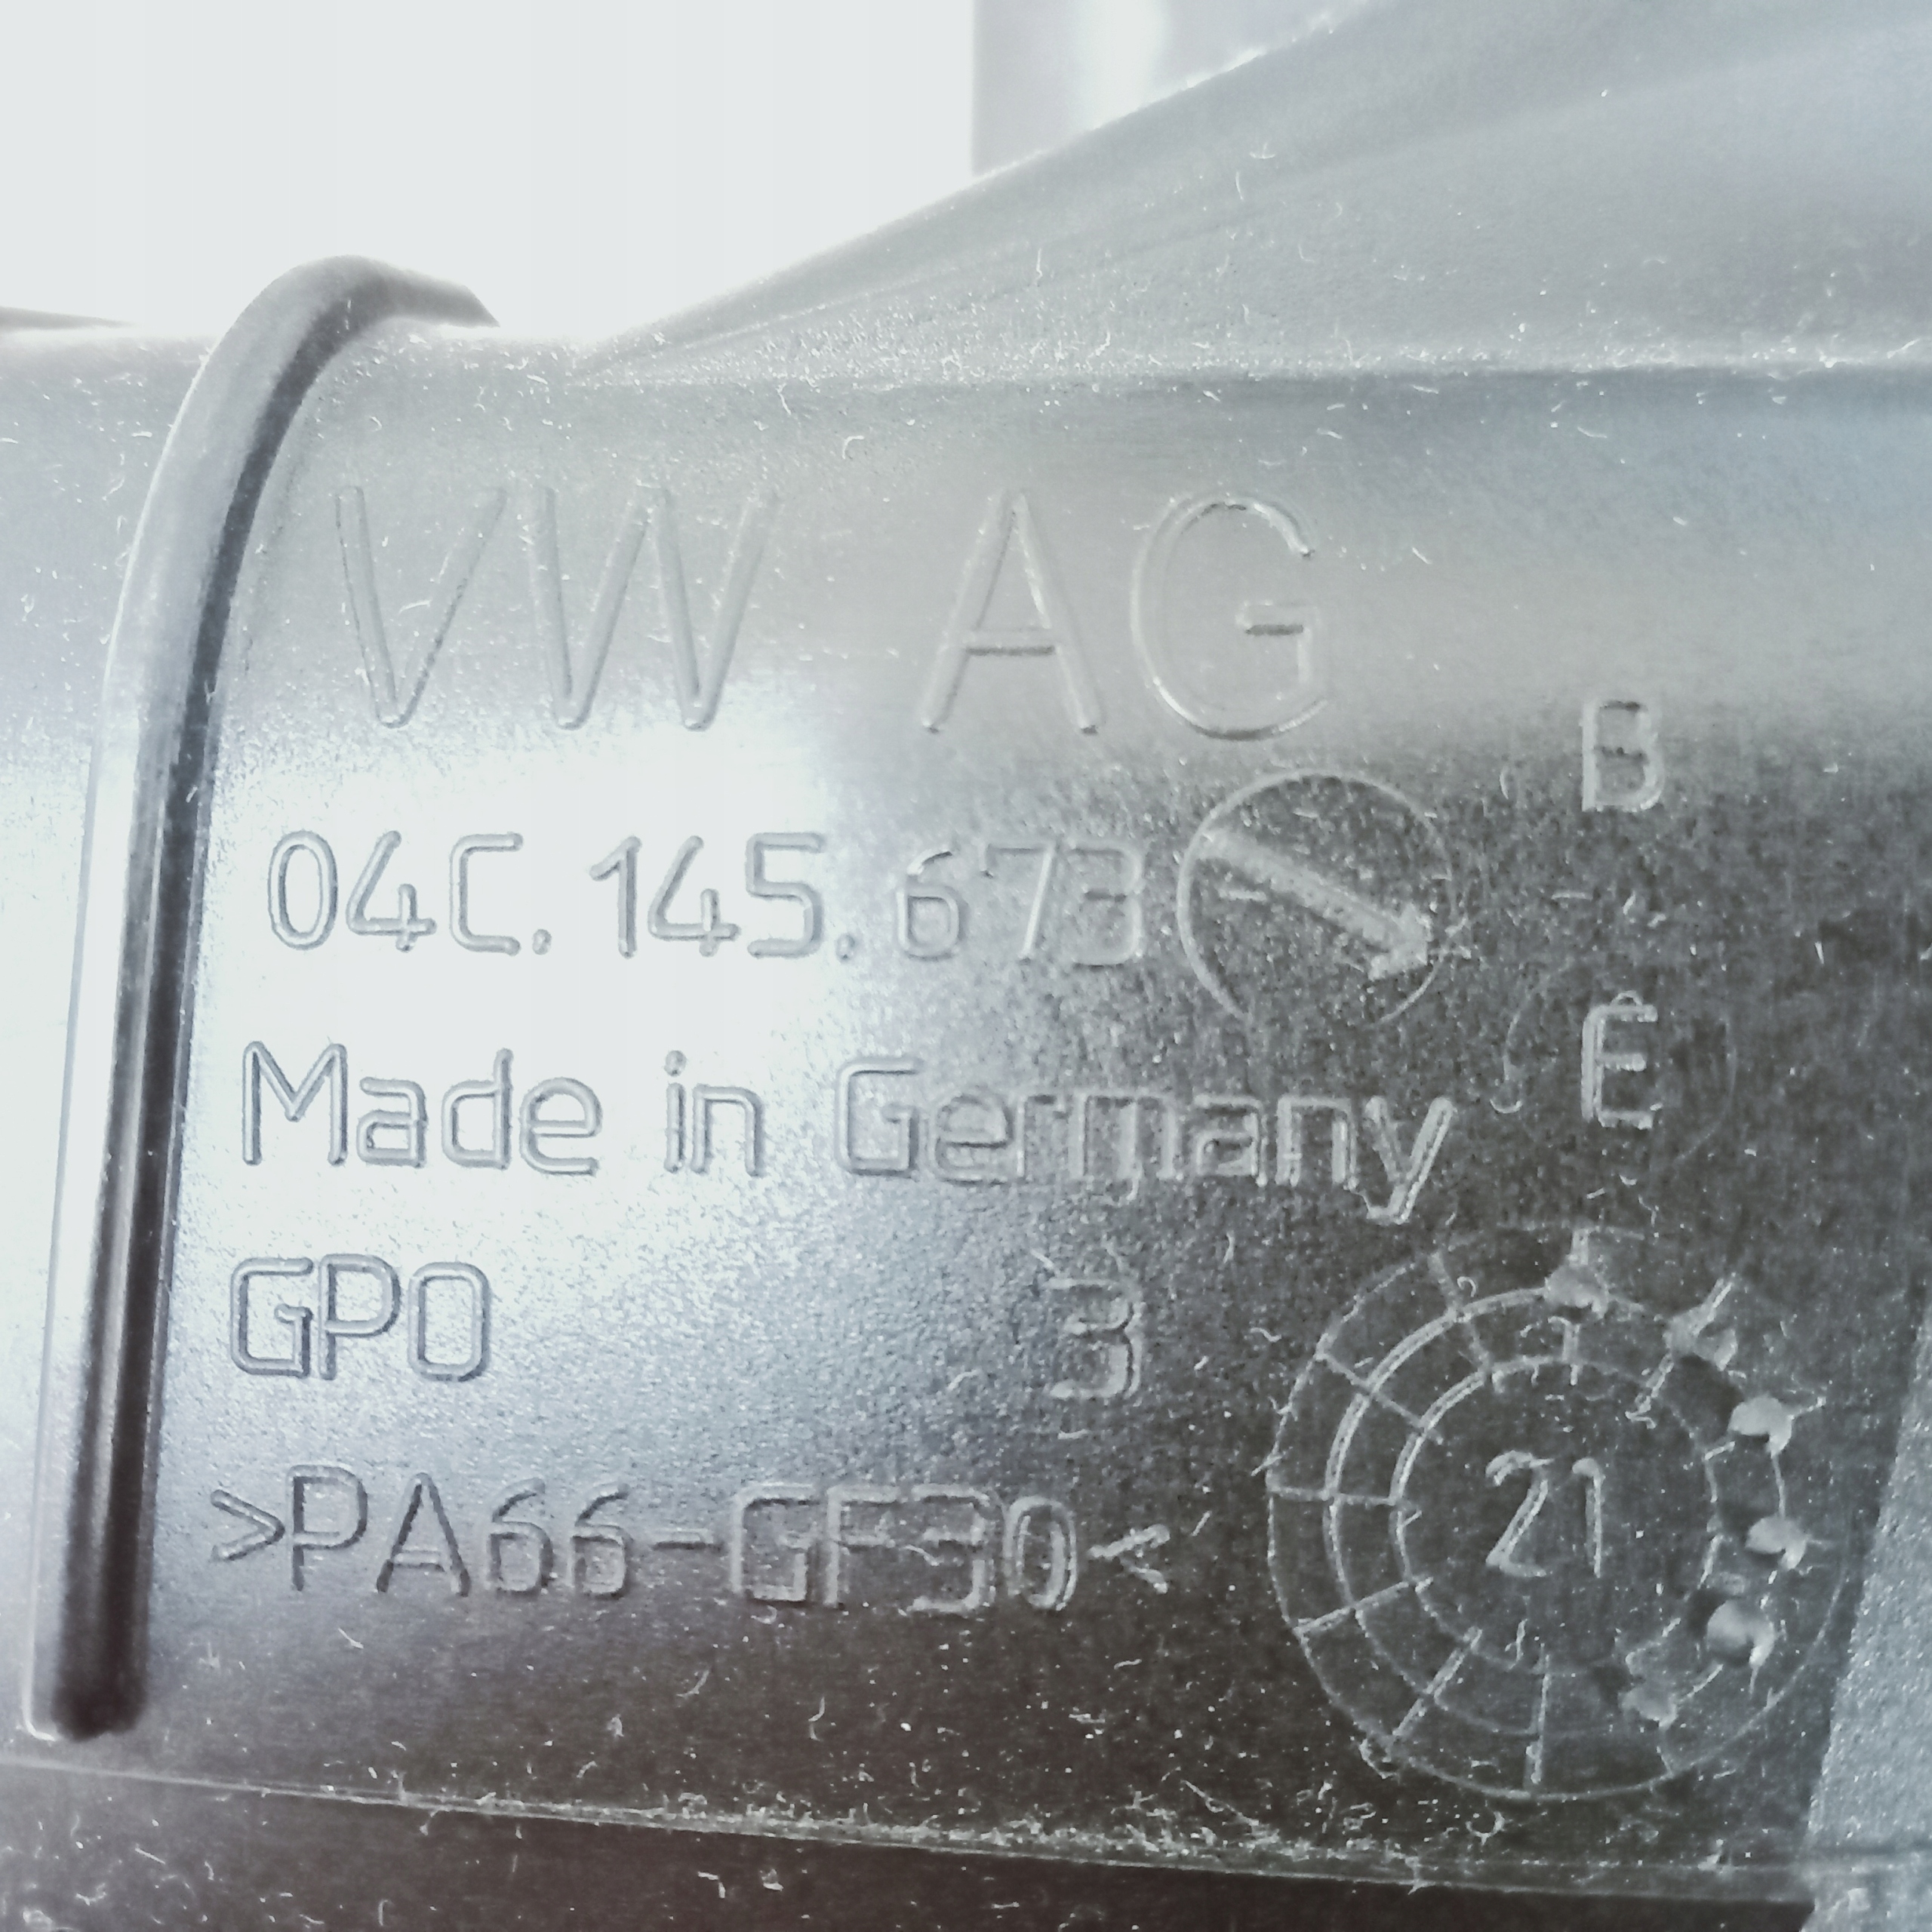 VW AG
B
04C.145.673
E
Made in Germany
GPO 3
>PA66-GF30<
21